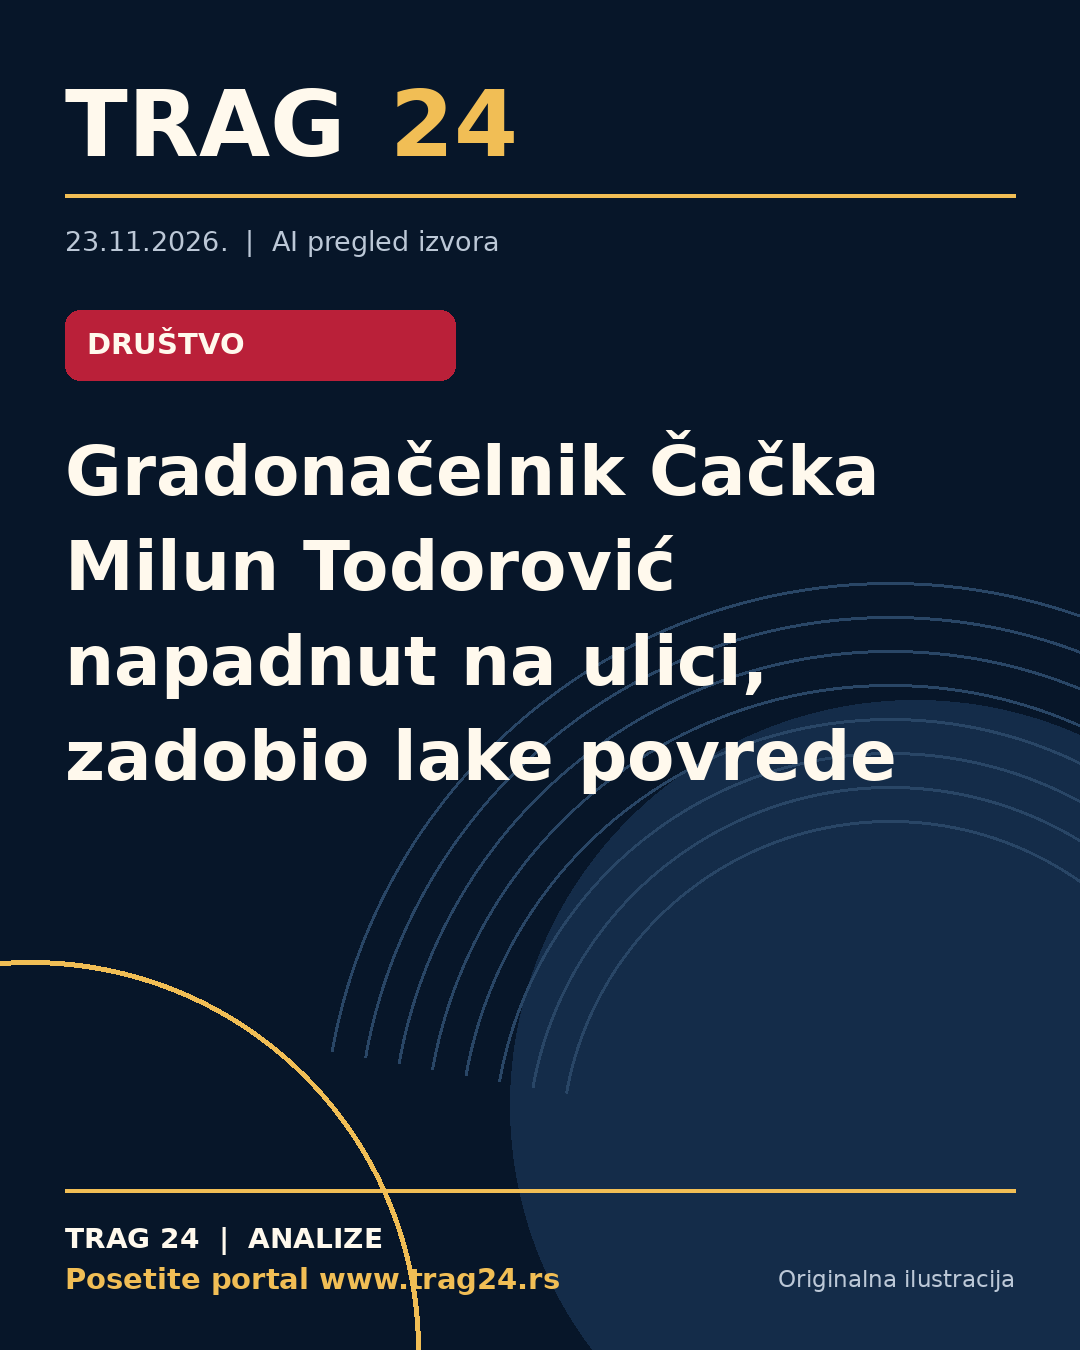 TRAG 24
23.11.2026. | AI pregled izvora
DRUŠTVO
Gradonačelnik Čačka
Milun Todorović
napadnut na ulici,
zadobio lake povrede
TRAG 24 | ANALIZE
Posetite portal www.trag24.rs
Originalna ilustracija